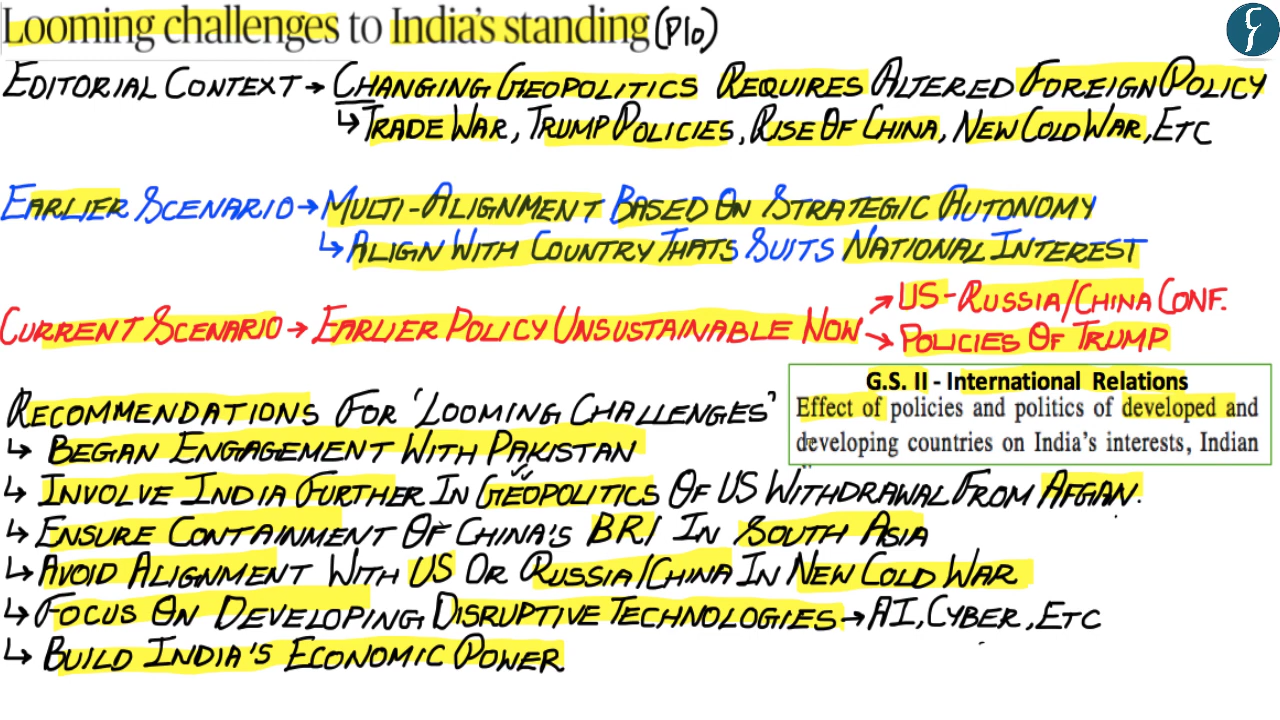 Looming challenges to India's standing (P10)
EDITORIAL CONTEXT → CHANGING GEOPOLITICS REQUIRES ALTERED FOREIGN POLICY
↳ TRADE WAR, TRUMP POLICIES, RISE OF CHINA, NEW COLD WAR, ETC
EARLIER SCENARIO → MULTI-ALIGNMENT BASED ON STRATEGIC AUTONOMY
↳ ALIGN WITH COUNTRY THATS SUITS NATIONAL INTEREST
CURRENT SCENARIO → EARLIER POLICY UNSUSTAINABLE NOW
→ US-RUSSIA/CHINA CONF.
→ POLICIES OF TRUMP
G.S. II - International Relations
Effect of policies and politics of developed and
developing countries on India's interests, Indian
RECOMMENDATIONS FOR 'LOOMING CHALLENGES'
↳ BEGAN ENGAGEMENT WITH PAKISTAN
↳ INVOLVE INDIA FURTHER IN GEOPOLITICS OF US WITHDRAWAL FROM AFGAN.
↳ ENSURE CONTAINMENT OF CHINA'S BRI IN SOUTH ASIA
↳ AVOID ALIGNMENT WITH US OR RUSSIA/CHINA IN NEW COLD WAR
↳ FOCUS ON DEVELOPING DISRUPTIVE TECHNOLOGIES → AI, CYBER, ETC
↳ BUILD INDIA'S ECONOMIC POWER